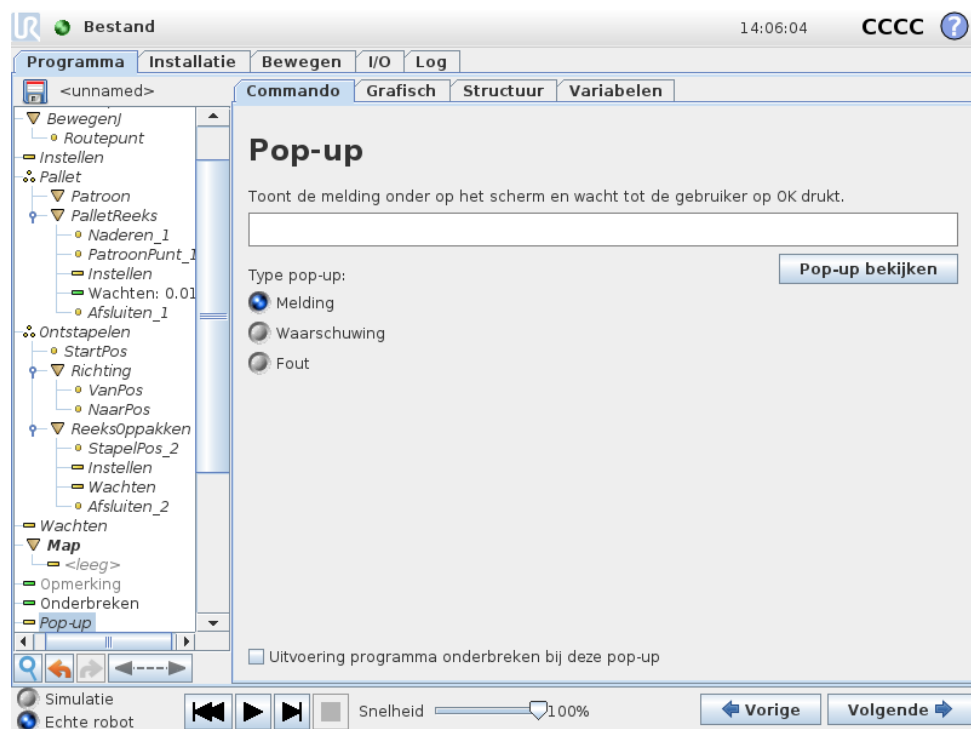 UR Bestand 14:06:04 CCCC ?
Programma Installatie Bewegen I/O Log
<unnamed>
Commando Grafisch Structuur Variabelen
BewegenJ
Routepunt
Instellen
Pallet
Patroon
PalletReeks
Naderen_1
PatroonPunt_1
Instellen
Wachten: 0.01
Afsluiten_1
Ontstapelen
StartPos
Richting
VanPos
NaarPos
ReeksOppakken
StapelPos_2
Instellen
Wachten
Afsluiten_2
Wachten
Map
<leeg>
Opmerking
Onderbreken
Pop-up
Pop-up
Toont de melding onder op het scherm en wacht tot de gebruiker op OK drukt.
Type pop-up:
Pop-up bekijken
Melding
Waarschuwing
Fout
Uitvoering programma onderbreken bij deze pop-up
Simulatie
Echte robot
Snelheid 100%
Vorige Volgende